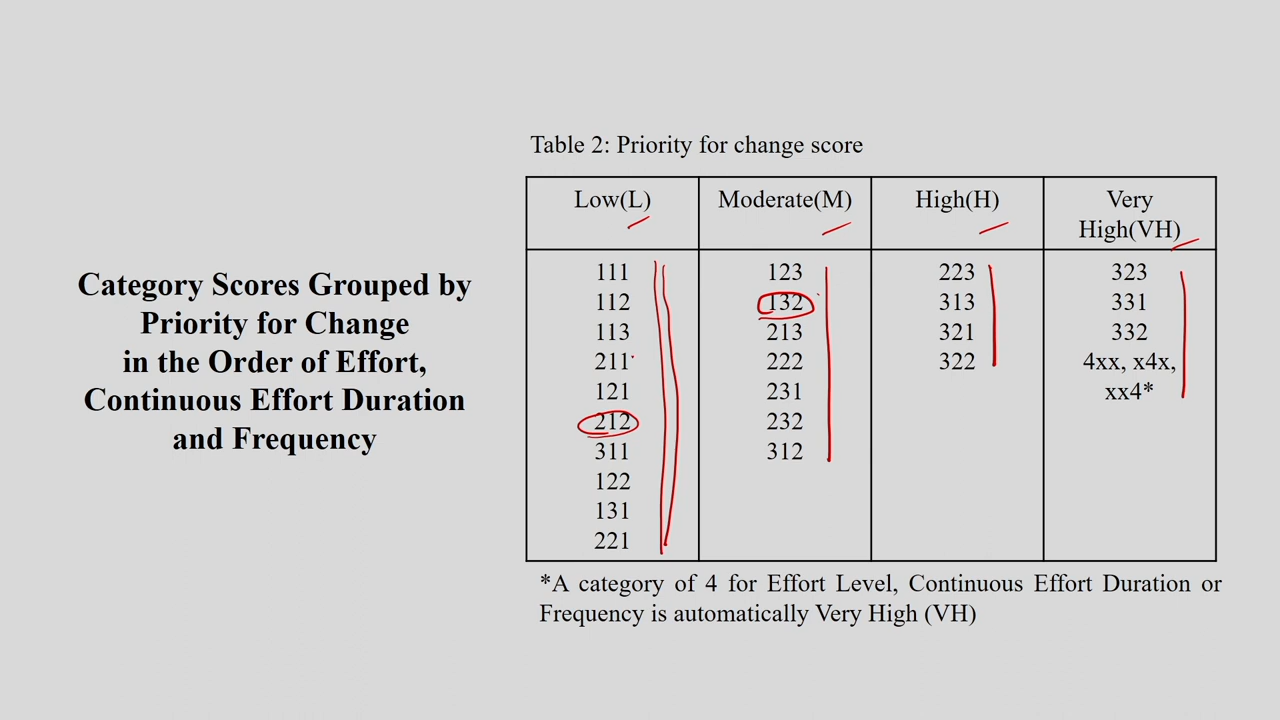 Category Scores Grouped by
Priority for Change
in the Order of Effort,
Continuous Effort Duration
and Frequency
Table 2: Priority for change score
Low(L) Moderate(M) High(H) Very High(VH)
111 123 223 323
112 132 313 331
113 213 321 332
211 222 322 4xx, x4x,
121 231 xx4*
212 232
311 312
122
131
221
*A category of 4 for Effort Level, Continuous Effort Duration or
Frequency is automatically Very High (VH)